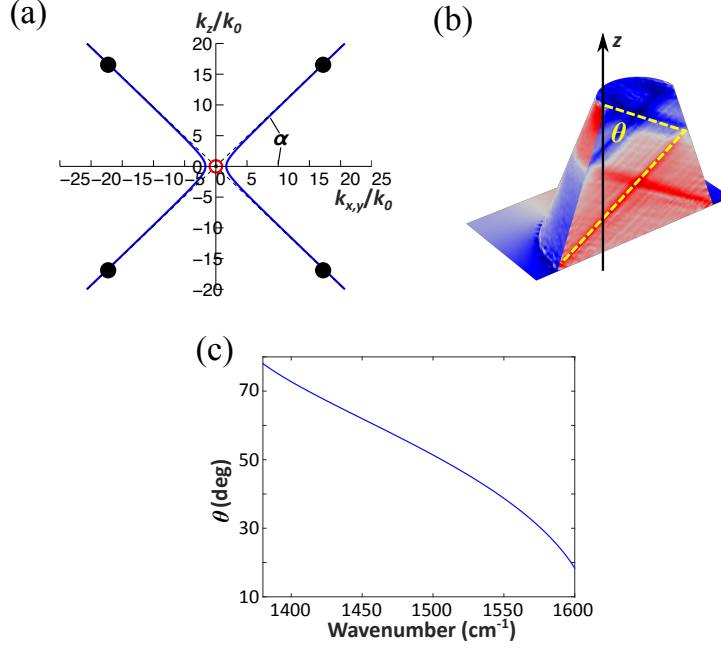 (a)
k_z/k_0
20
15
10
5
0
−5
−10
−15
−20
−25−20−15−10−5 0 5 10 15 20 25
k_{x,y}/k_0
α
(b)
z
θ
(c)
θ (deg)
70
50
30
10
1400 1450 1500 1550 1600
Wavenumber (cm⁻¹)